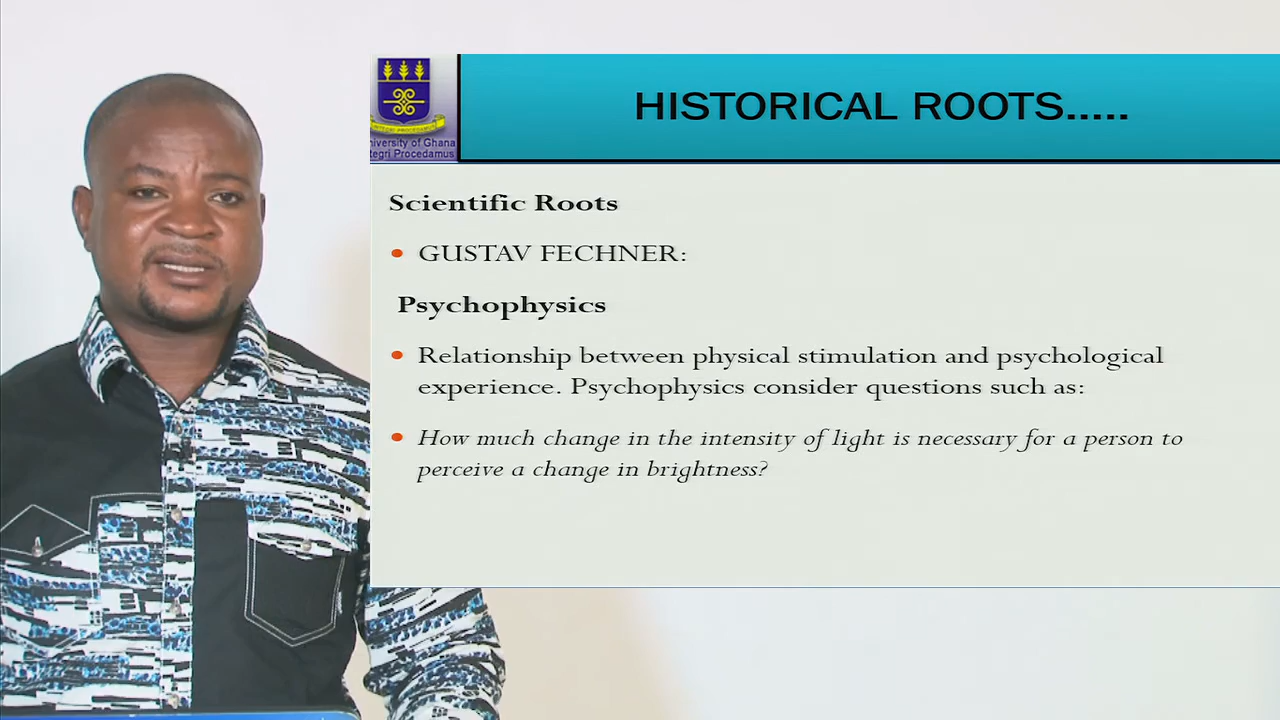 HISTORICAL ROOTS.....
niversity of Ghana
tegri Procedamus
Scientific Roots
• GUSTAV FECHNER:
Psychophysics
• Relationship between physical stimulation and psychological
experience. Psychophysics consider questions such as:
• How much change in the intensity of light is necessary for a person to
perceive a change in brightness?